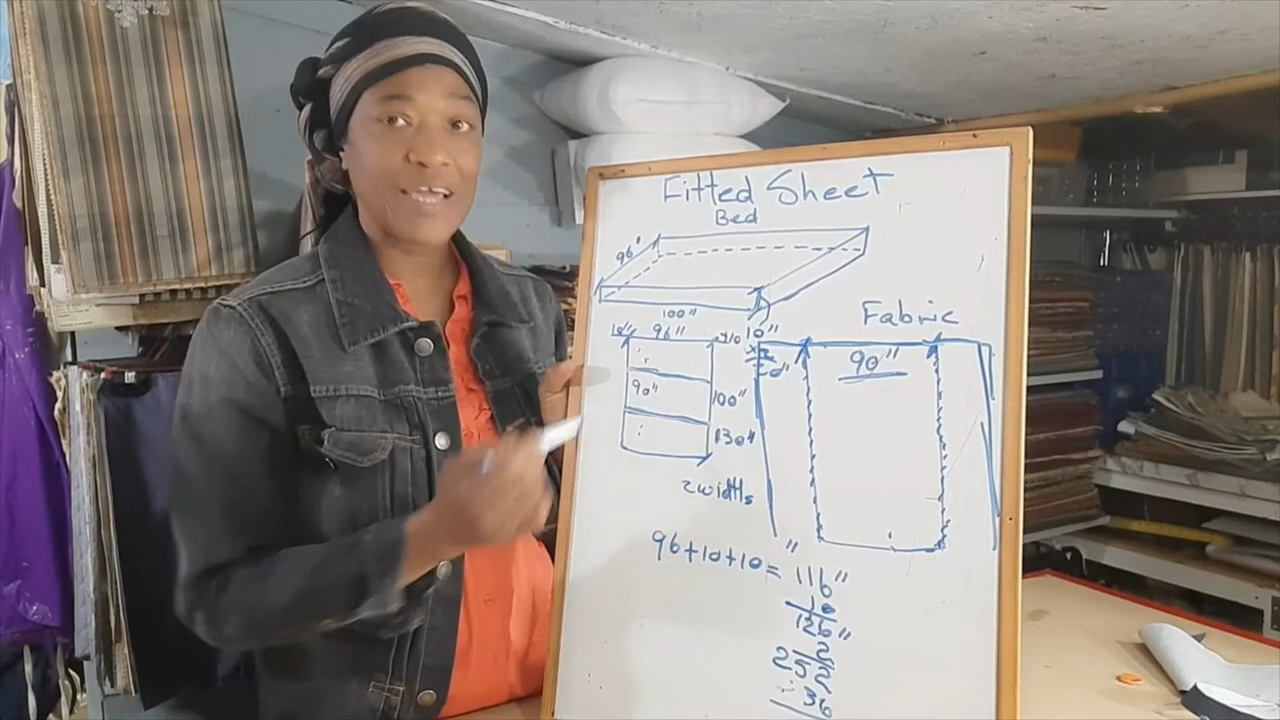 Fitted Sheet
Bed
96"
100"
Fabric
10" 96" 10 10"
90"
90"
100"
130"
2 widths
96+10+10= "116"
10
126"
2
252
36